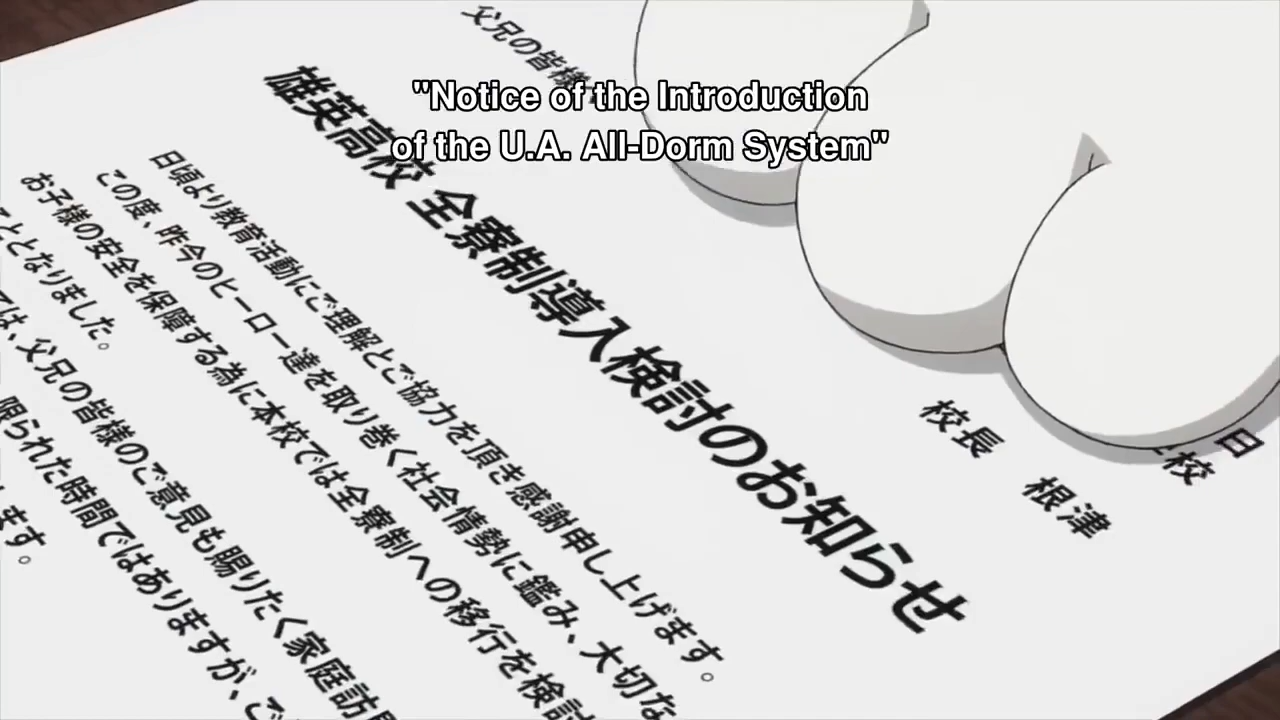 "Notice of the Introduction
of the U.A. All-Dorm System"
日
校
校長 根津
父兄の皆様
雄英高校 全寮制導入検討のお知らせ
日頃より教育活動にご理解とご協力を頂き感謝申し上げます。
この度、昨今のヒーロー達を取り巻く社会情勢に鑑み、大切な
お子様の安全を保障する為に本校では全寮制への移行を検討
こととなりました。
ては、父兄の皆様のご意見も賜りたく家庭訪
限られた時間ではありますが、ご
ます。